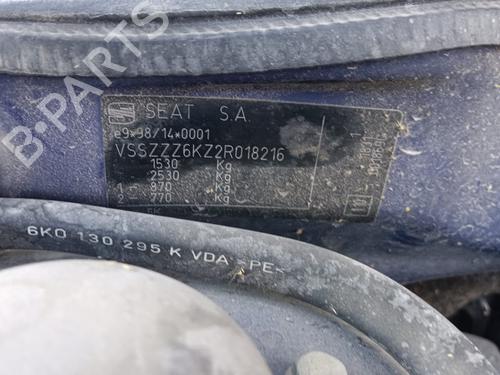 B-PARTS
SEAT S.A
e9*98/14*0001
VSSZZZ6KZ2R018216
1530 Kg
2530 Kg
1 - 870 Kg
2 - 770 Kg
6K0 130 295 K VDA -PE-